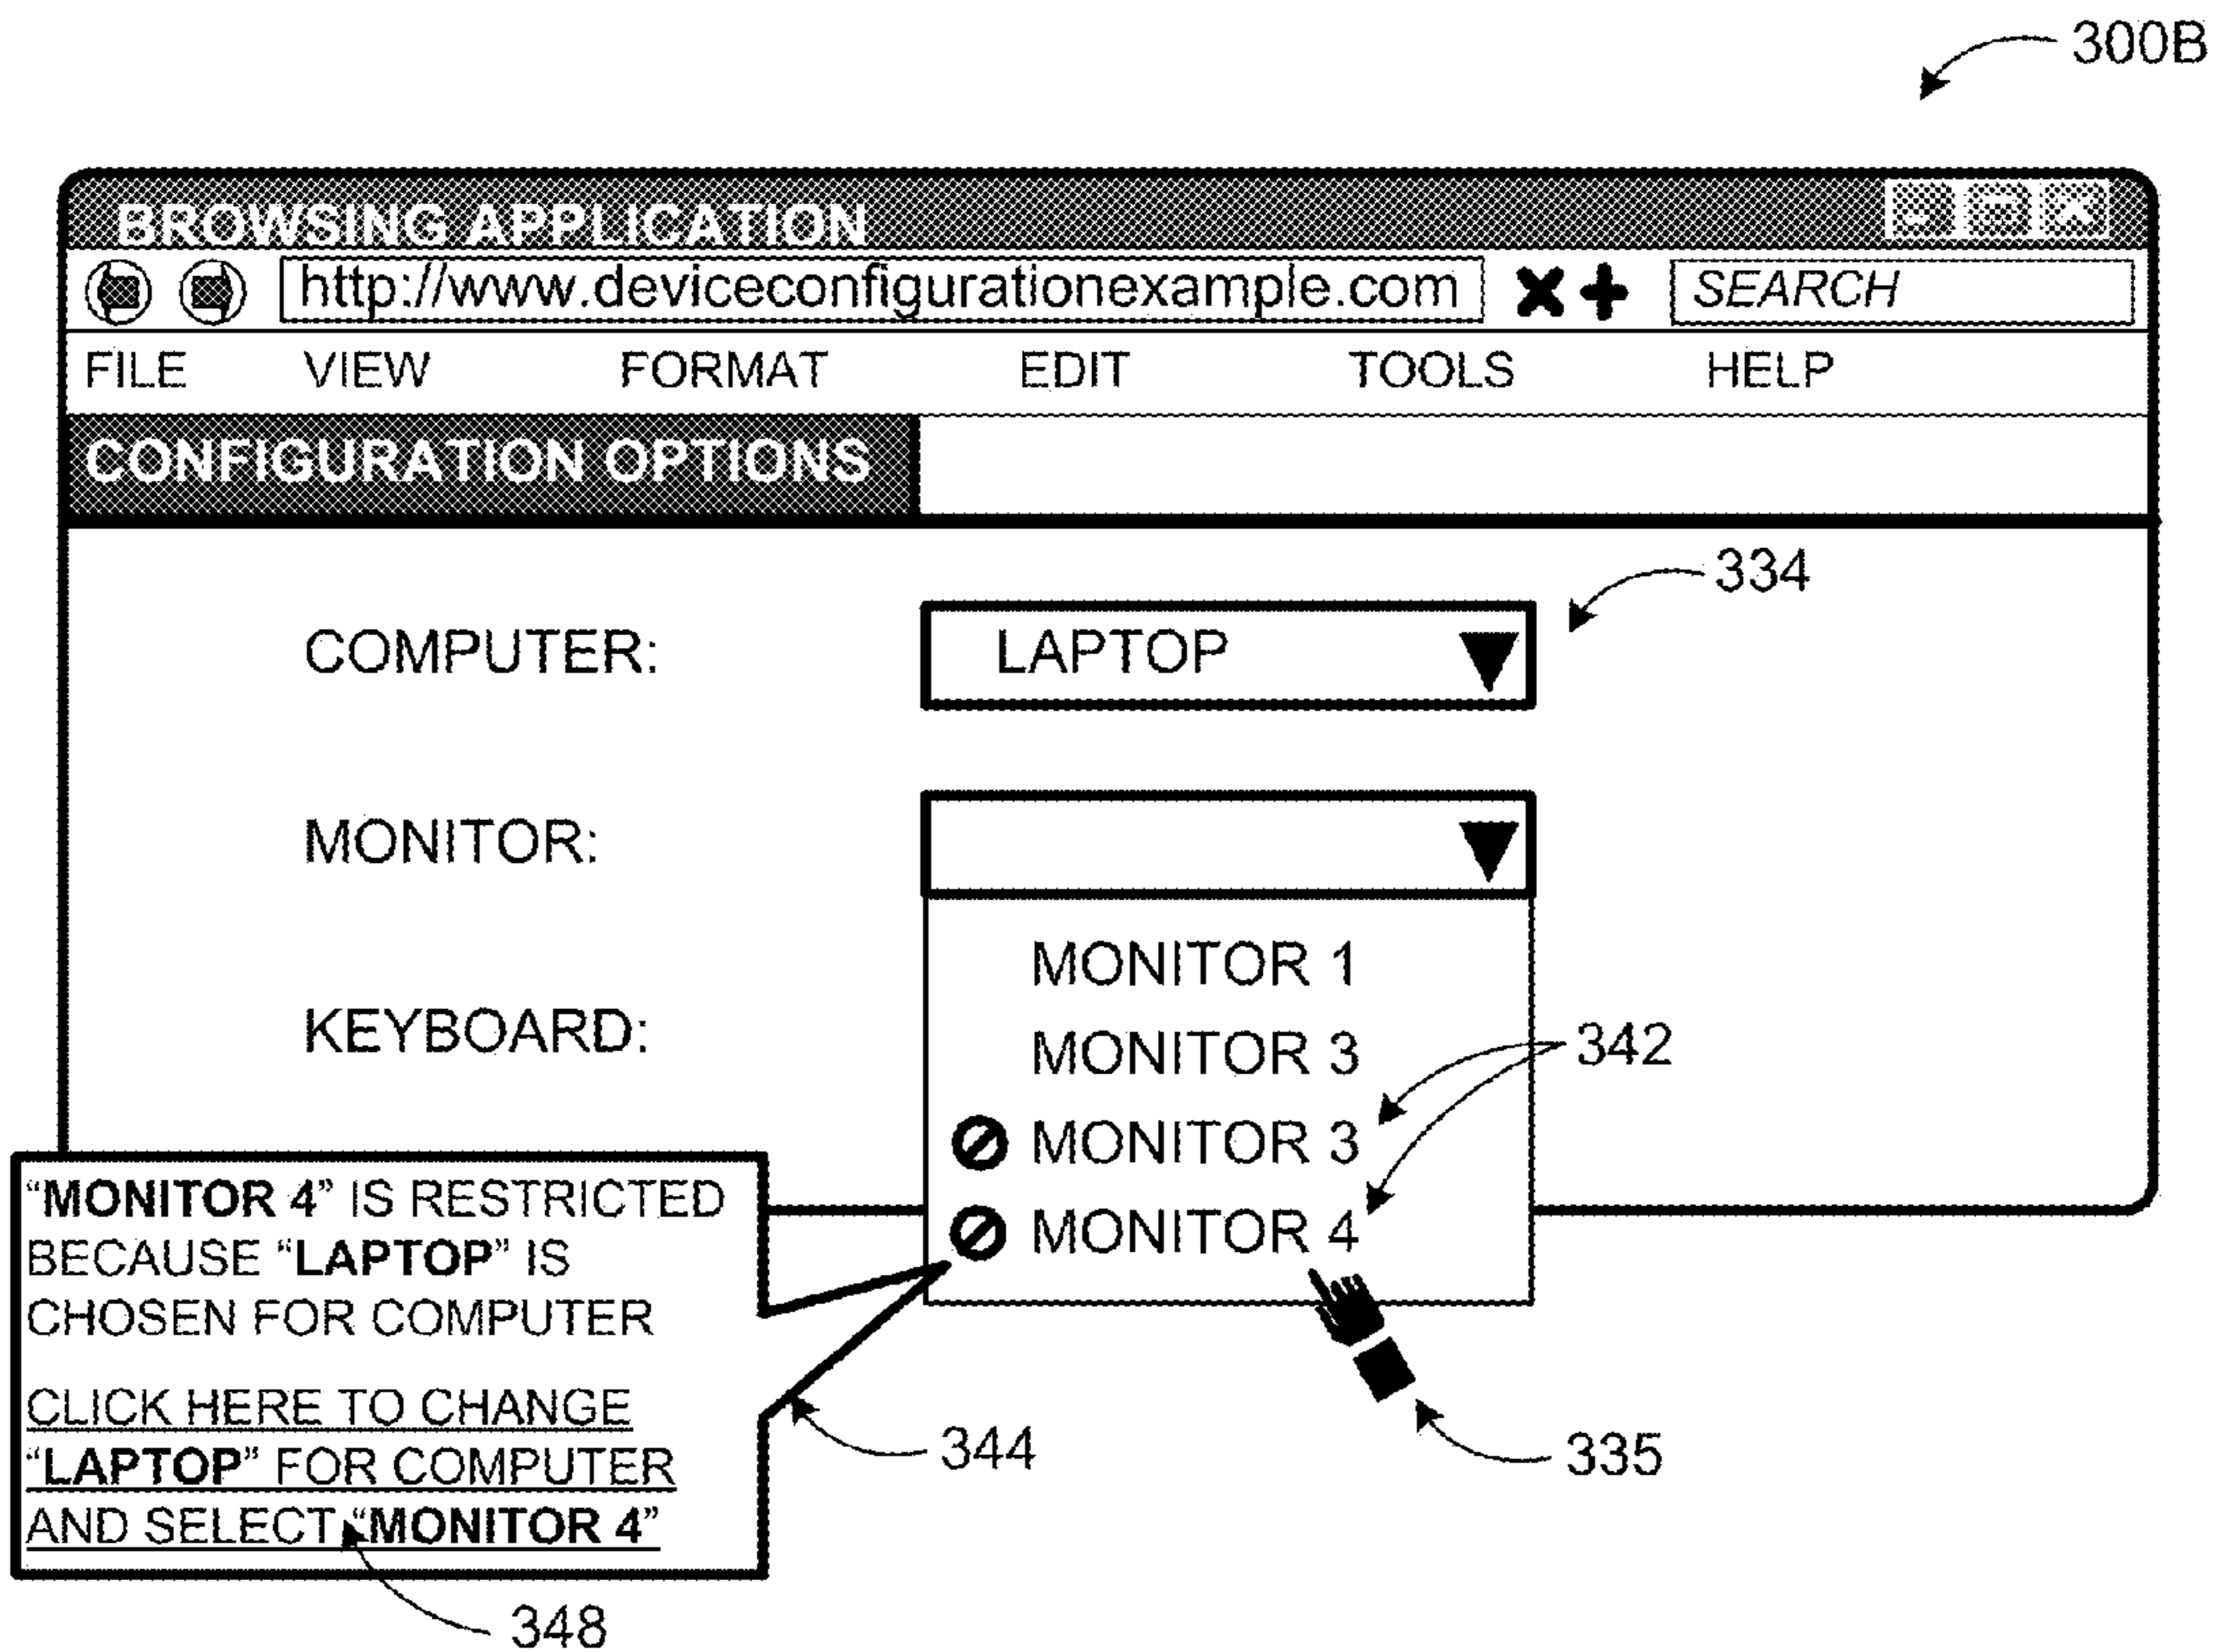 300B
BROWSING APPLICATION
http://www.deviceconfigurationexample.com SEARCH
FILE VIEW FORMAT EDIT TOOLS HELP
CONFIGURATION OPTIONS
334
COMPUTER: LAPTOP
MONITOR:
MONITOR 1
KEYBOARD:
MONITOR 3
342
MONITOR 3
MONITOR 4
“MONITOR 4” IS RESTRICTED
BECAUSE “LAPTOP” IS
CHOSEN FOR COMPUTER
CLICK HERE TO CHANGE
“LAPTOP” FOR COMPUTER
AND SELECT “MONITOR 4”
344
335
348